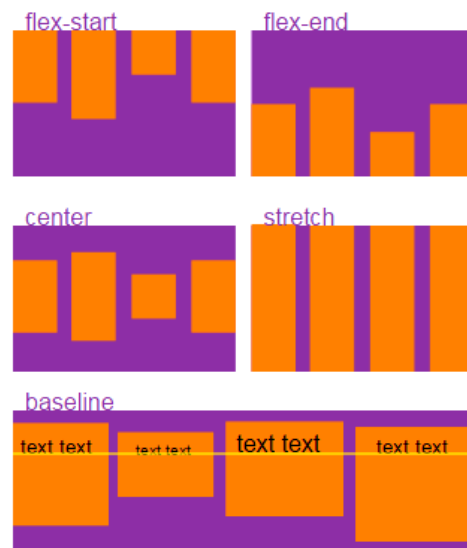 flex-start
flex-end
center
stretch
baseline
text text
text text
text text
text text